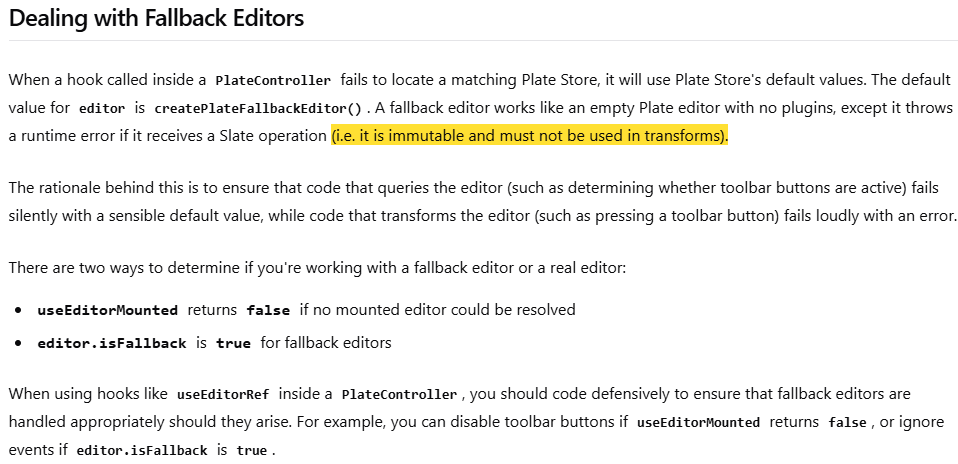 Dealing with Fallback Editors
When a hook called inside a PlateController fails to locate a matching Plate Store, it will use Plate Store's default values. The default
value for editor is createPlateFallbackEditor(). A fallback editor works like an empty Plate editor with no plugins, except it throws
a runtime error if it receives a Slate operation (i.e. it is immutable and must not be used in transforms).
The rationale behind this is to ensure that code that queries the editor (such as determining whether toolbar buttons are active) fails
silently with a sensible default value, while code that transforms the editor (such as pressing a toolbar button) fails loudly with an error.
There are two ways to determine if you're working with a fallback editor or a real editor:
• useEditorMounted returns false if no mounted editor could be resolved
• editor.isFallback is true for fallback editors
When using hooks like useEditorRef inside a PlateController, you should code defensively to ensure that fallback editors are
handled appropriately should they arise. For example, you can disable toolbar buttons if useEditorMounted returns false, or ignore
events if editor.isFallback is true.